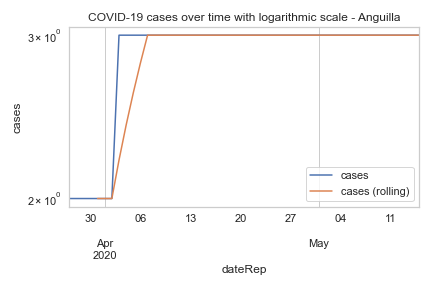 COVID-19 cases over time with logarithmic scale - Anguilla
3 × 10⁰
2 × 10⁰
cases
cases
cases (rolling)
30 06 13 20 27 04 11
Apr May
2020
dateRep